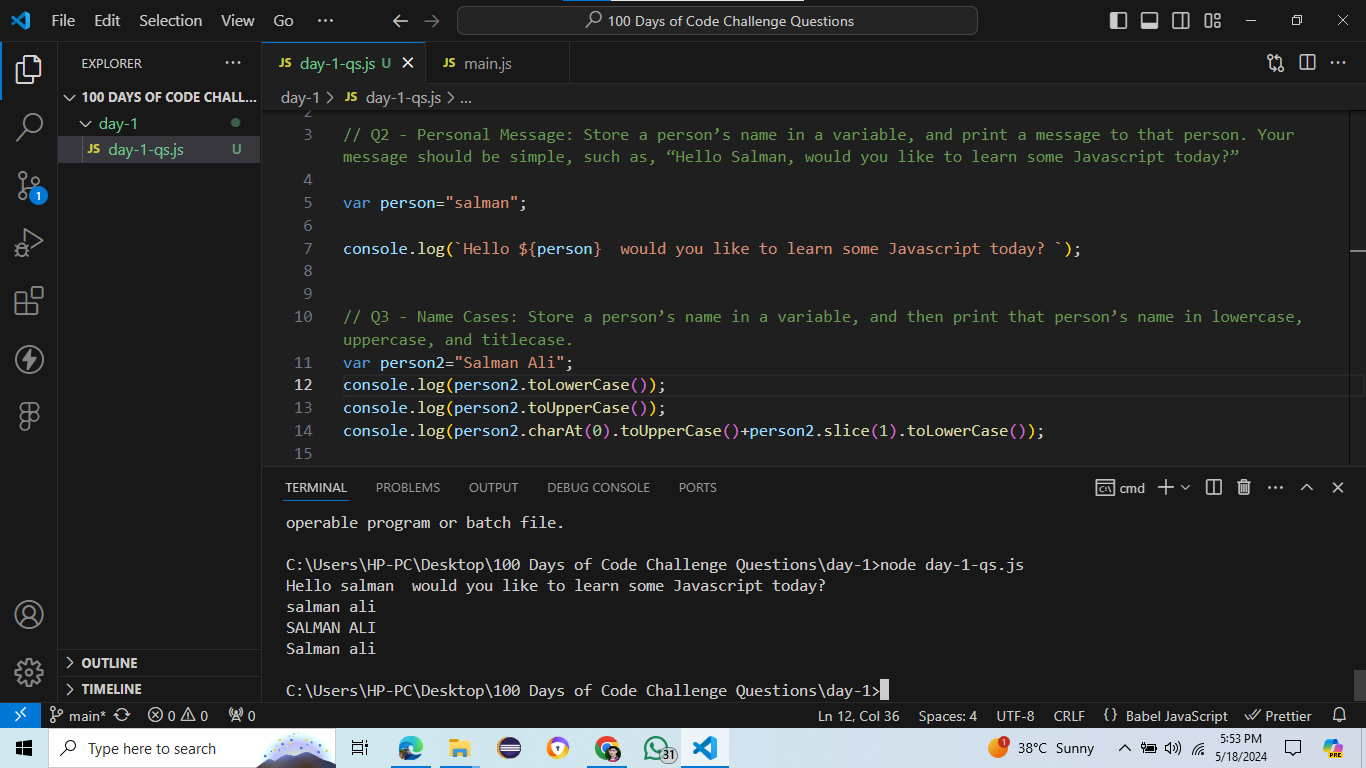 File Edit Selection View Go ··· 100 Days of Code Challenge Questions
EXPLORER ···
100 DAYS OF CODE CHALL...
day-1
JS day-1-qs.js U
OUTLINE
TIMELINE
JS day-1-qs.js U JS main.js
day-1 > JS day-1-qs.js > ...
2
3 // Q2 - Personal Message: Store a person’s name in a variable, and print a message to that person. Your
message should be simple, such as, “Hello Salman, would you like to learn some Javascript today?”
4
5 var person="salman";
6
7 console.log(`Hello ${person}  would you like to learn some Javascript today? `);
8
9
10 // Q3 - Name Cases: Store a person’s name in a variable, and then print that person’s name in lowercase,
uppercase, and titlecase.
11 var person2="Salman Ali";
12 console.log(person2.toLowerCase());
13 console.log(person2.toUpperCase());
14 console.log(person2.charAt(0).toUpperCase()+person2.slice(1).toLowerCase());
15
TERMINAL PROBLEMS OUTPUT DEBUG CONSOLE PORTS cmd
operable program or batch file.
C:\Users\HP-PC\Desktop\100 Days of Code Challenge Questions\day-1>node day-1-qs.js
Hello salman  would you like to learn some Javascript today?
salman ali
SALMAN ALI
Salman ali
C:\Users\HP-PC\Desktop\100 Days of Code Challenge Questions\day-1>
1
main* 0 0 0 Ln 12, Col 36 Spaces: 4 UTF-8 CRLF {} Babel JavaScript Prettier
Type here to search 31 1 38°C Sunny 5:53 PM
5/18/2024
PRE